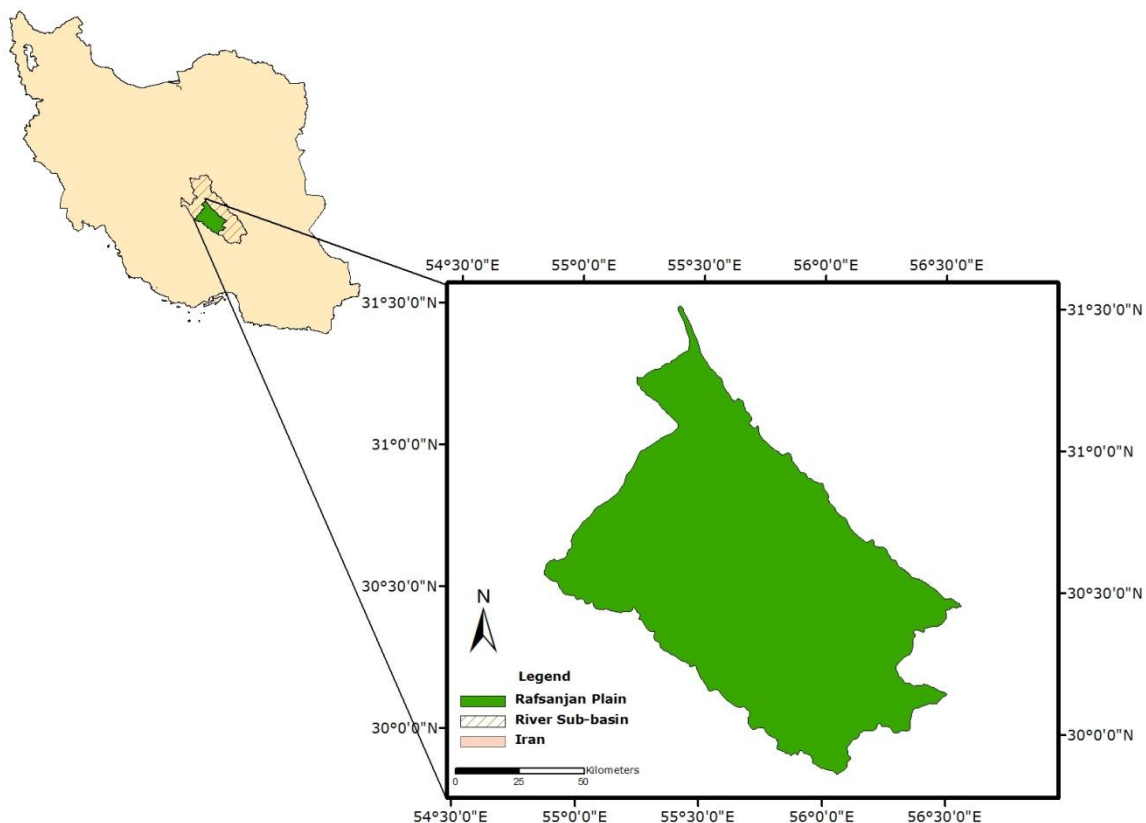 54°30'0"E 55°0'0"E 55°30'0"E 56°0'0"E 56°30'0"E
31°30'0"N 31°30'0"N
31°0'0"N 31°0'0"N
30°30'0"N 30°30'0"N
N
Legend
Rafsanjan Plain
River Sub-basin
Iran
30°0'0"N 30°0'0"N
Kilometers
0 25 50
54°30'0"E 55°0'0"E 55°30'0"E 56°0'0"E 56°30'0"E